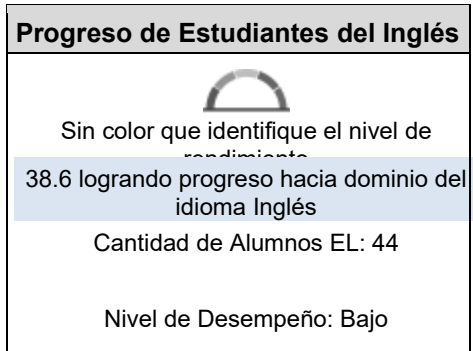 Progreso de Estudiantes del Inglés
Sin color que identifique el nivel de
rendimiento
38.6 logrando progreso hacia dominio del
idioma Inglés
Cantidad de Alumnos EL: 44
Nivel de Desempeño: Bajo